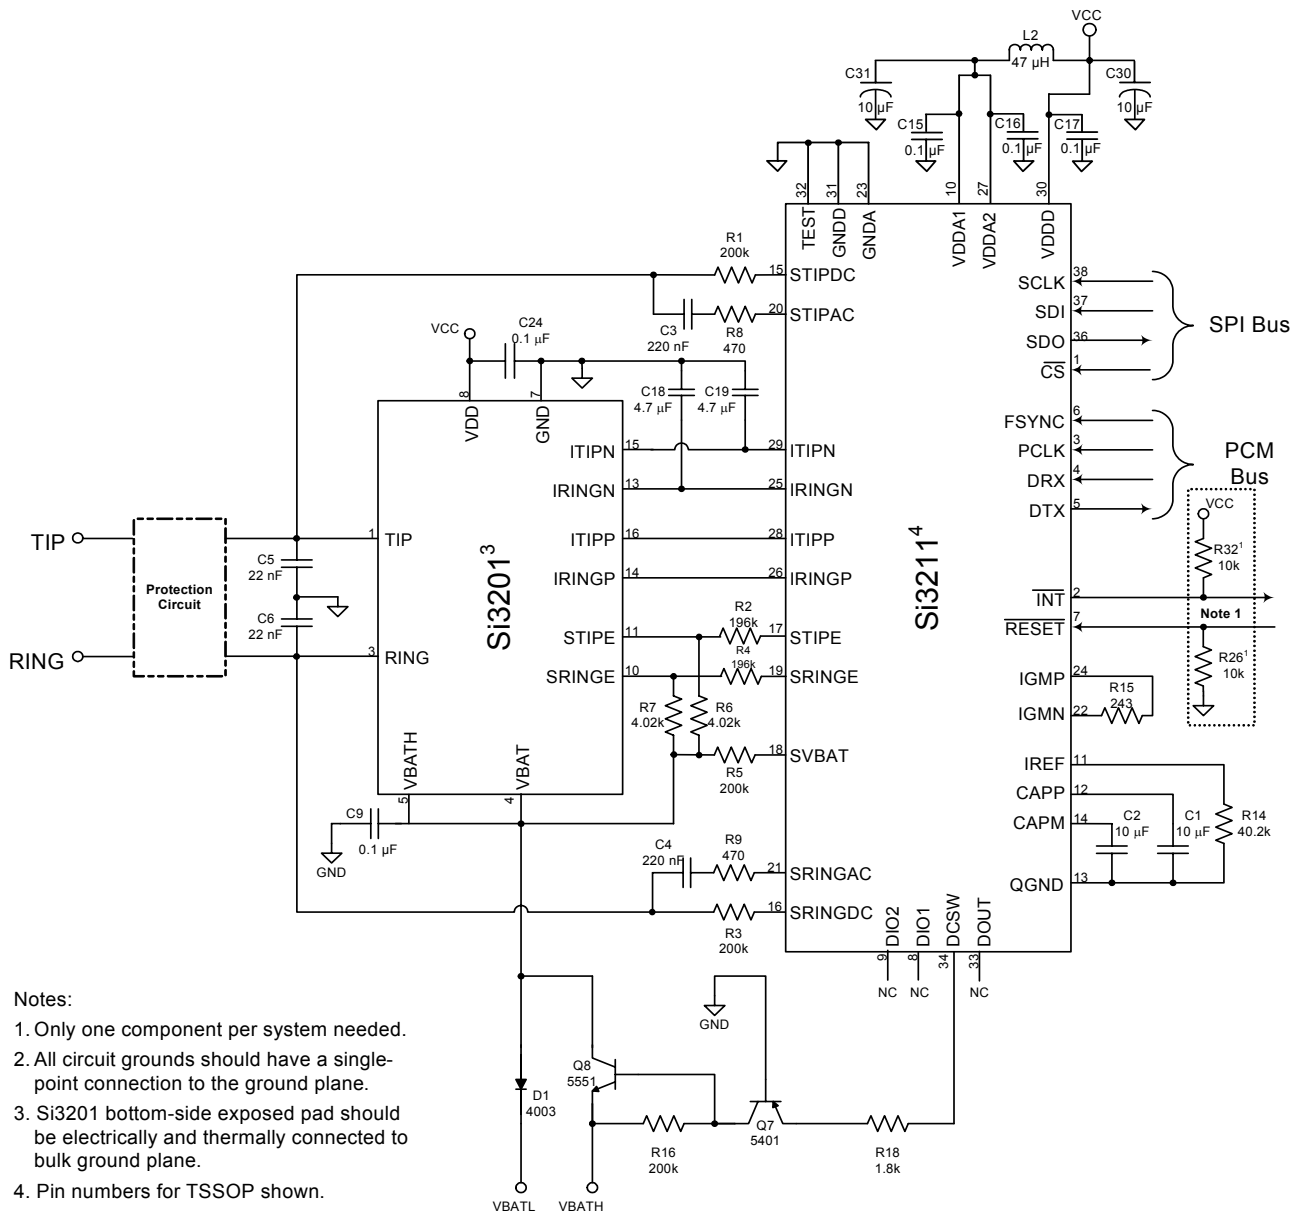 VCC
L2
47 µH
C31
10 µF
C30
10 µF
C15
0.1 µF
C16
0.1 µF
C17
0.1 µF
32
31
23
10
27
30
TEST
GNDD
GNDA
VDDA1
VDDA2
VDDD
R1
200k
15
STIPDC
C3
220 nF
R8
470
20
STIPAC
38
SCLK
37
SDI
36
SDO
1
CS
SPI Bus
VCC
C24
0.1 µF
8
VDD
7
GND
C18
4.7 µF
C19
4.7 µF
6
FSYNC
3
PCLK
4
DRX
5
DTX
PCM
Bus
ITIPN
15
29
ITIPN
IRINGN
13
25
IRINGN
ITIPP
16
28
ITIPP
IRINGP
14
26
IRINGP
STIPE
11
R2
196k
17
STIPE
SRINGE
10
R4
196k
19
SRINGE
R7
4.02k
R6
4.02k
R5
200k
18
SVBAT
TIP
RING
Protection
Circuit
C5
22 nF
C6
22 nF
1
TIP
3
RING
Si3201³
Si3211⁴
VBATH
5
VBAT
4
VCC
R32¹
10k
2
INT
Note 1
7
RESET
R26¹
10k
24
IGMP
22
IGMN
R15
243
11
IREF
12
CAPP
14
CAPM
13
QGND
C2
10 µF
C1
10 µF
R14
40.2k
C9
0.1 µF
GND
C4
220 nF
R9
470
21
SRINGAC
16
SRINGDC
R3
200k
DIO2
DIO1
DCSW
DOUT
9
8
34
33
NC
NC
NC
GND
Q8
5551
D1
4003
R16
200k
Q7
5401
R18
1.8k
VBATL
VBATH
Notes:
1. Only one component per system needed.
2. All circuit grounds should have a single-
point connection to the ground plane.
3. Si3201 bottom-side exposed pad should
be electrically and thermally connected to
bulk ground plane.
4. Pin numbers for TSSOP shown.